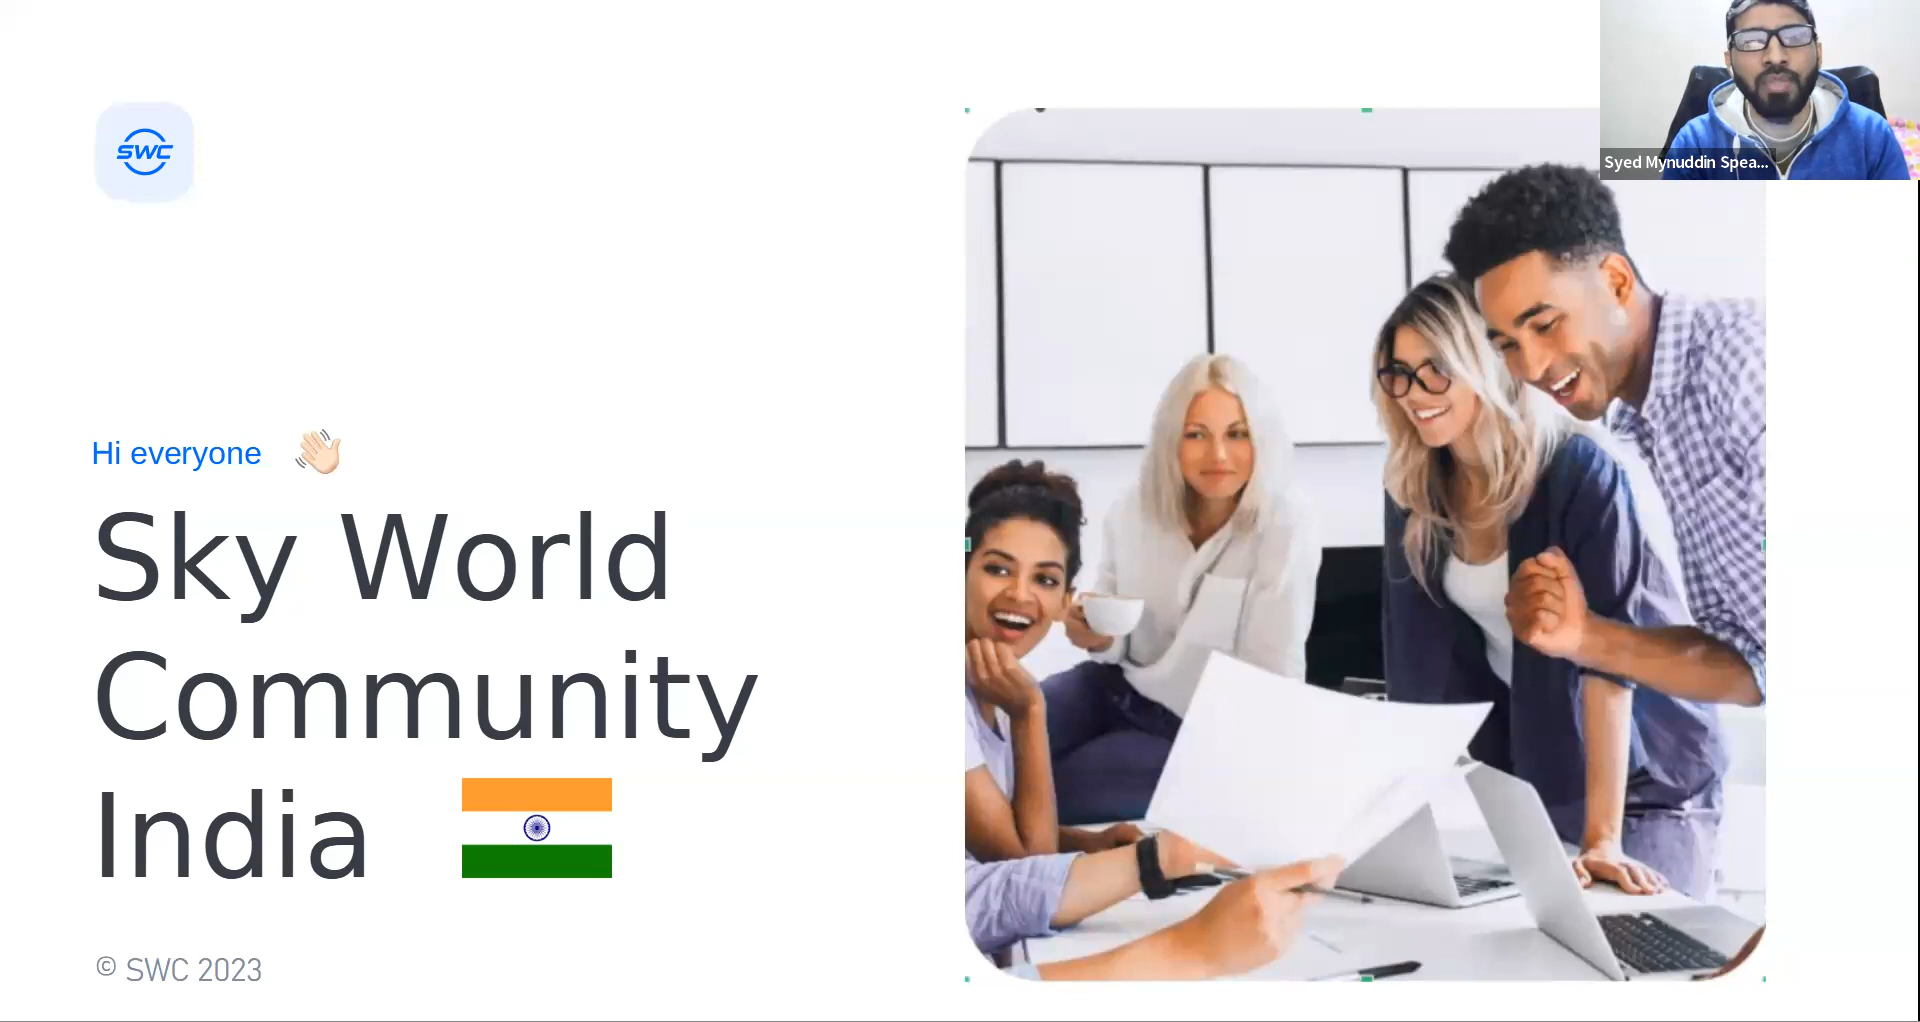 SWC
Syed Mynuddin Spea...
Hi everyone
Sky World
Community
India
© SWC 2023